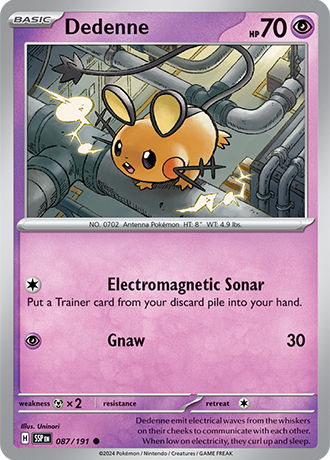 BASIC
Dedenne
HP 70
NO. 0702 Antenna Pokémon HT: 8" WT: 4.9 lbs.
Electromagnetic Sonar
Put a Trainer card from your discard pile into your hand.
Gnaw 30
weakness ×2 resistance retreat
Illus. Uninori
H SSP EN 087/191
Dedenne emit electrical waves from the whiskers
on their cheeks to communicate with each other.
When low on electricity, they curl up and sleep.
©2024 Pokémon / Nintendo / Creatures / GAME FREAK